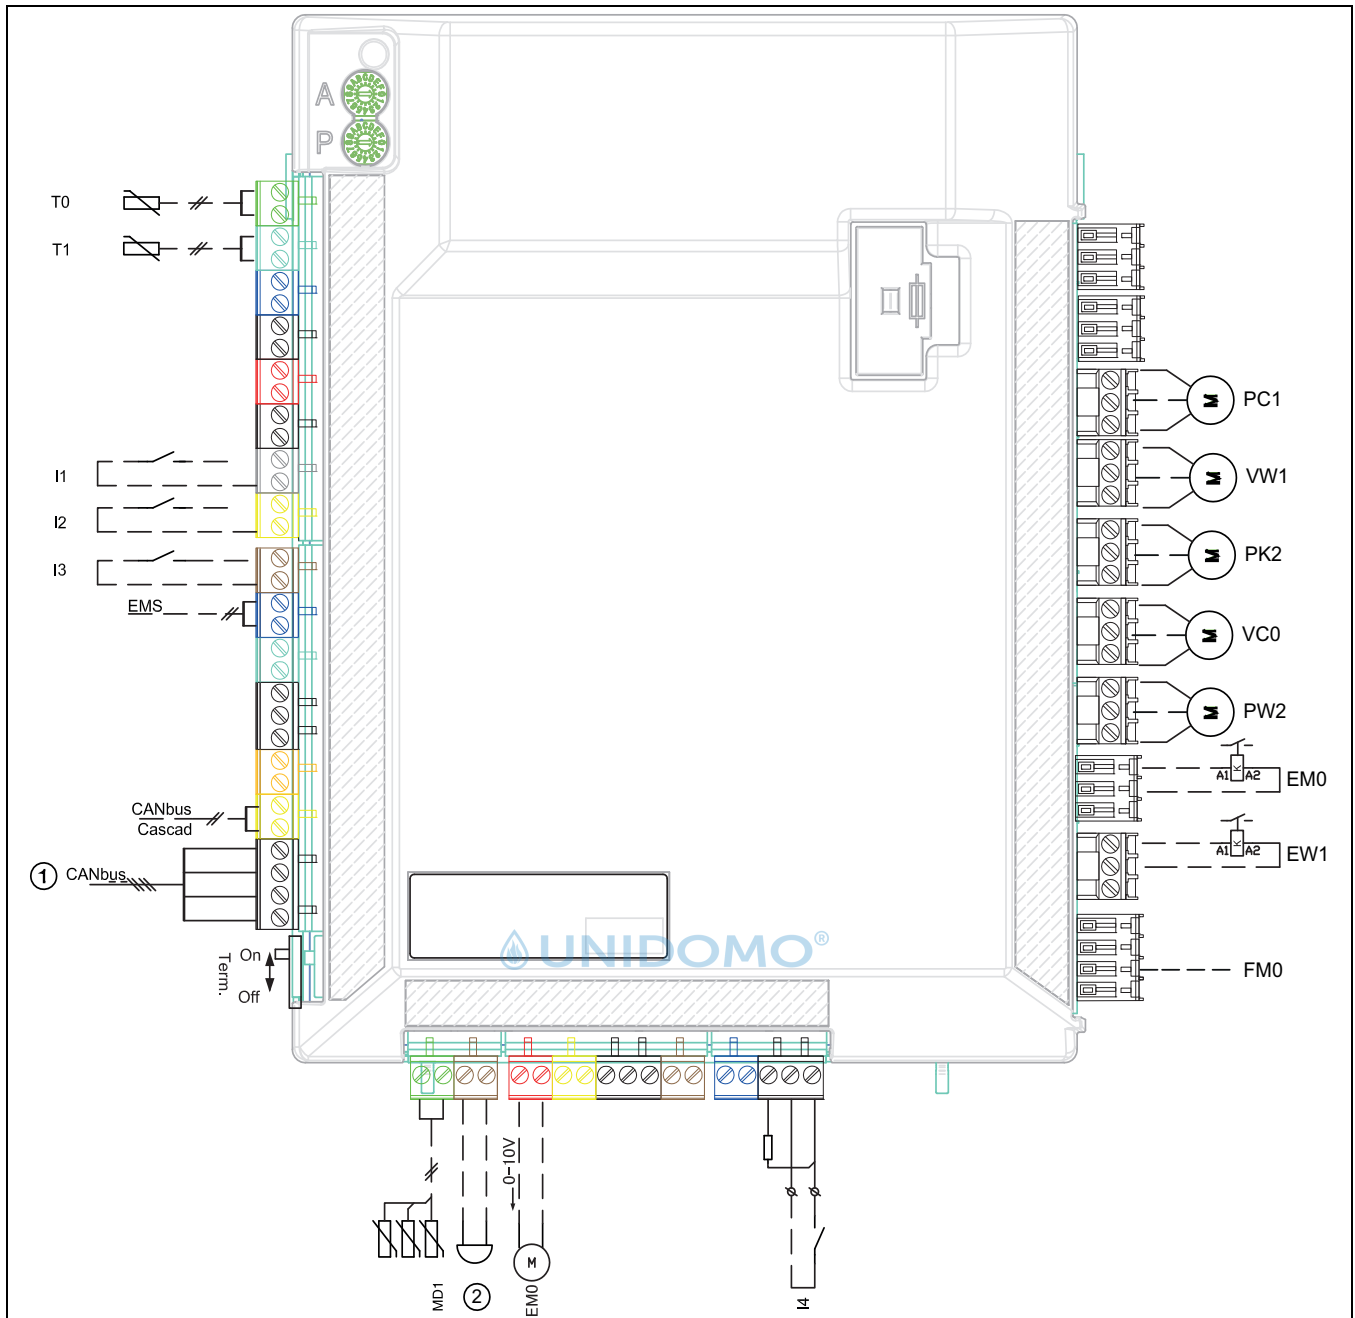 A
P
T0
T1
I1
I2
I3
EMS
CANbus
Cascad
1 CANbus
On
Term.
Off
PC1
M
VW1
M
PK2
M
VC0
M
PW2
M
A1 K A2
EM0
A1 K A2
EW1
FM0
UNIDOMO®
0-10V
M
MD1
2
EM0
I4